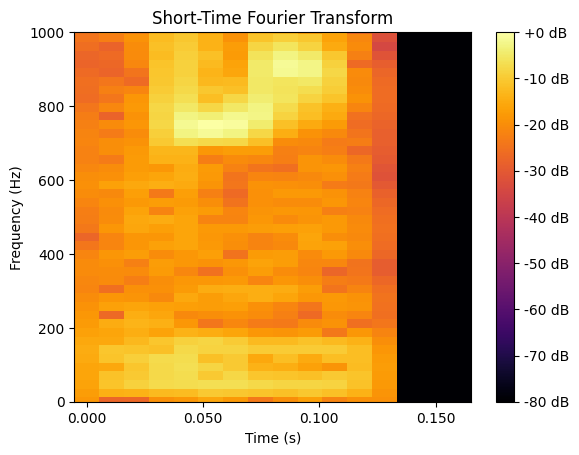 Short-Time Fourier Transform
1000
800
600
400
200
0
Frequency (Hz)
0.000
0.050
0.100
0.150
Time (s)
+0 dB
-10 dB
-20 dB
-30 dB
-40 dB
-50 dB
-60 dB
-70 dB
-80 dB